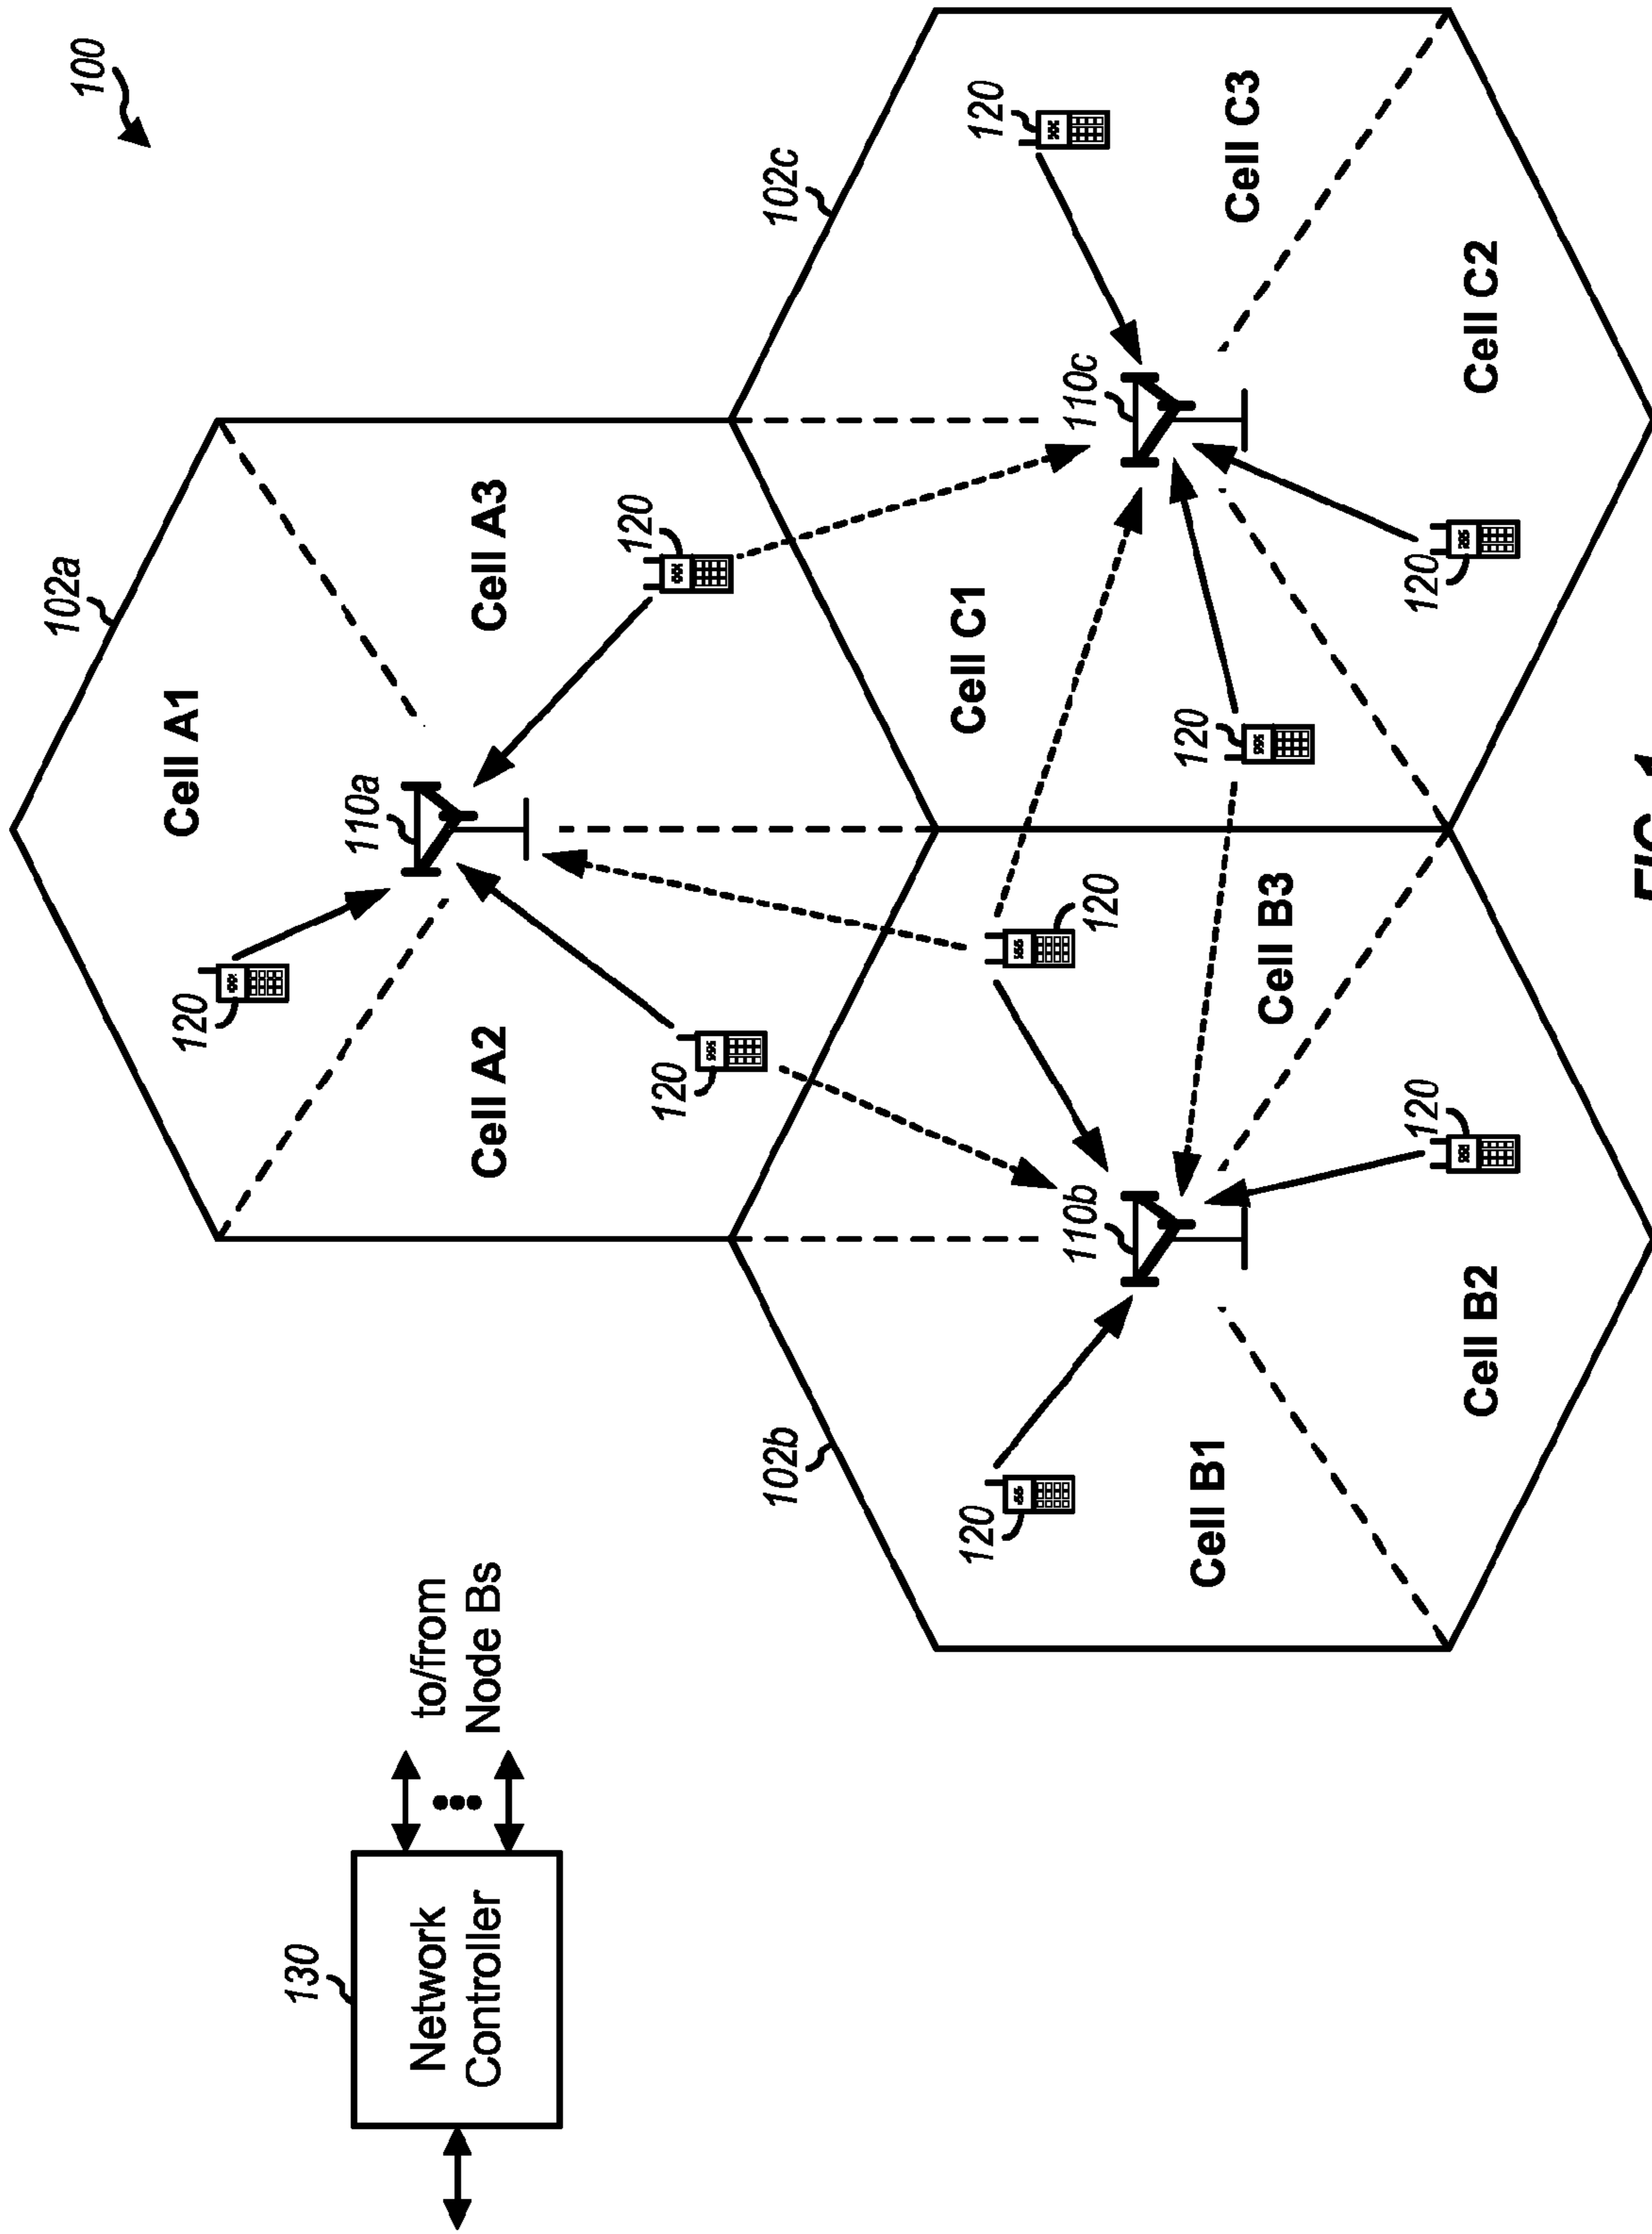 100
102a
120
Cell A1
130
110a
Network
Controller
to/from
Node Bs
Cell A2
Cell A3
120
120
102b
102c
120
Cell C1
120
110b
120
110c
Cell B1
120
Cell B3
Cell C3
120
120
Cell B2
Cell C2
FIG. 1